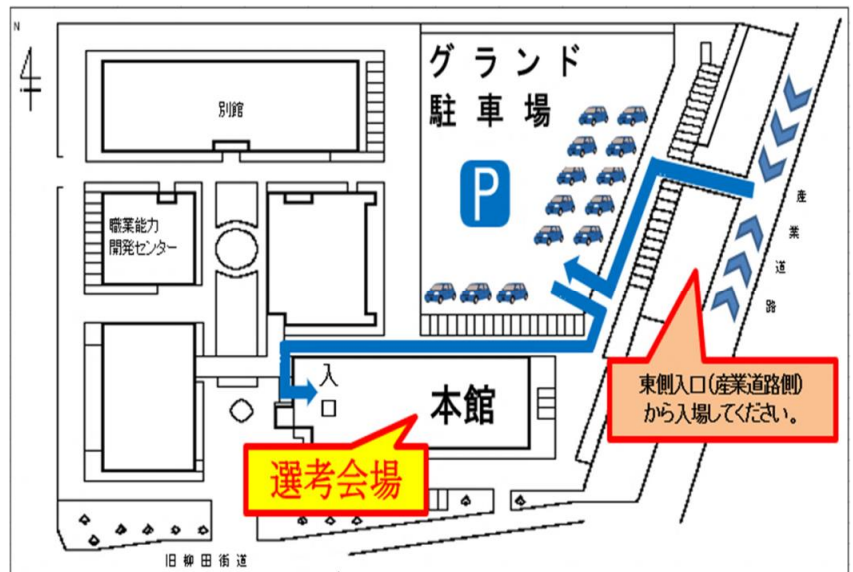 N
グランド
駐車場
別館
P
職業能力
開発センター
産業道路
入口
本館
東側入口(産業道路側)
から入場してください。
選考会場
旧柳田街道